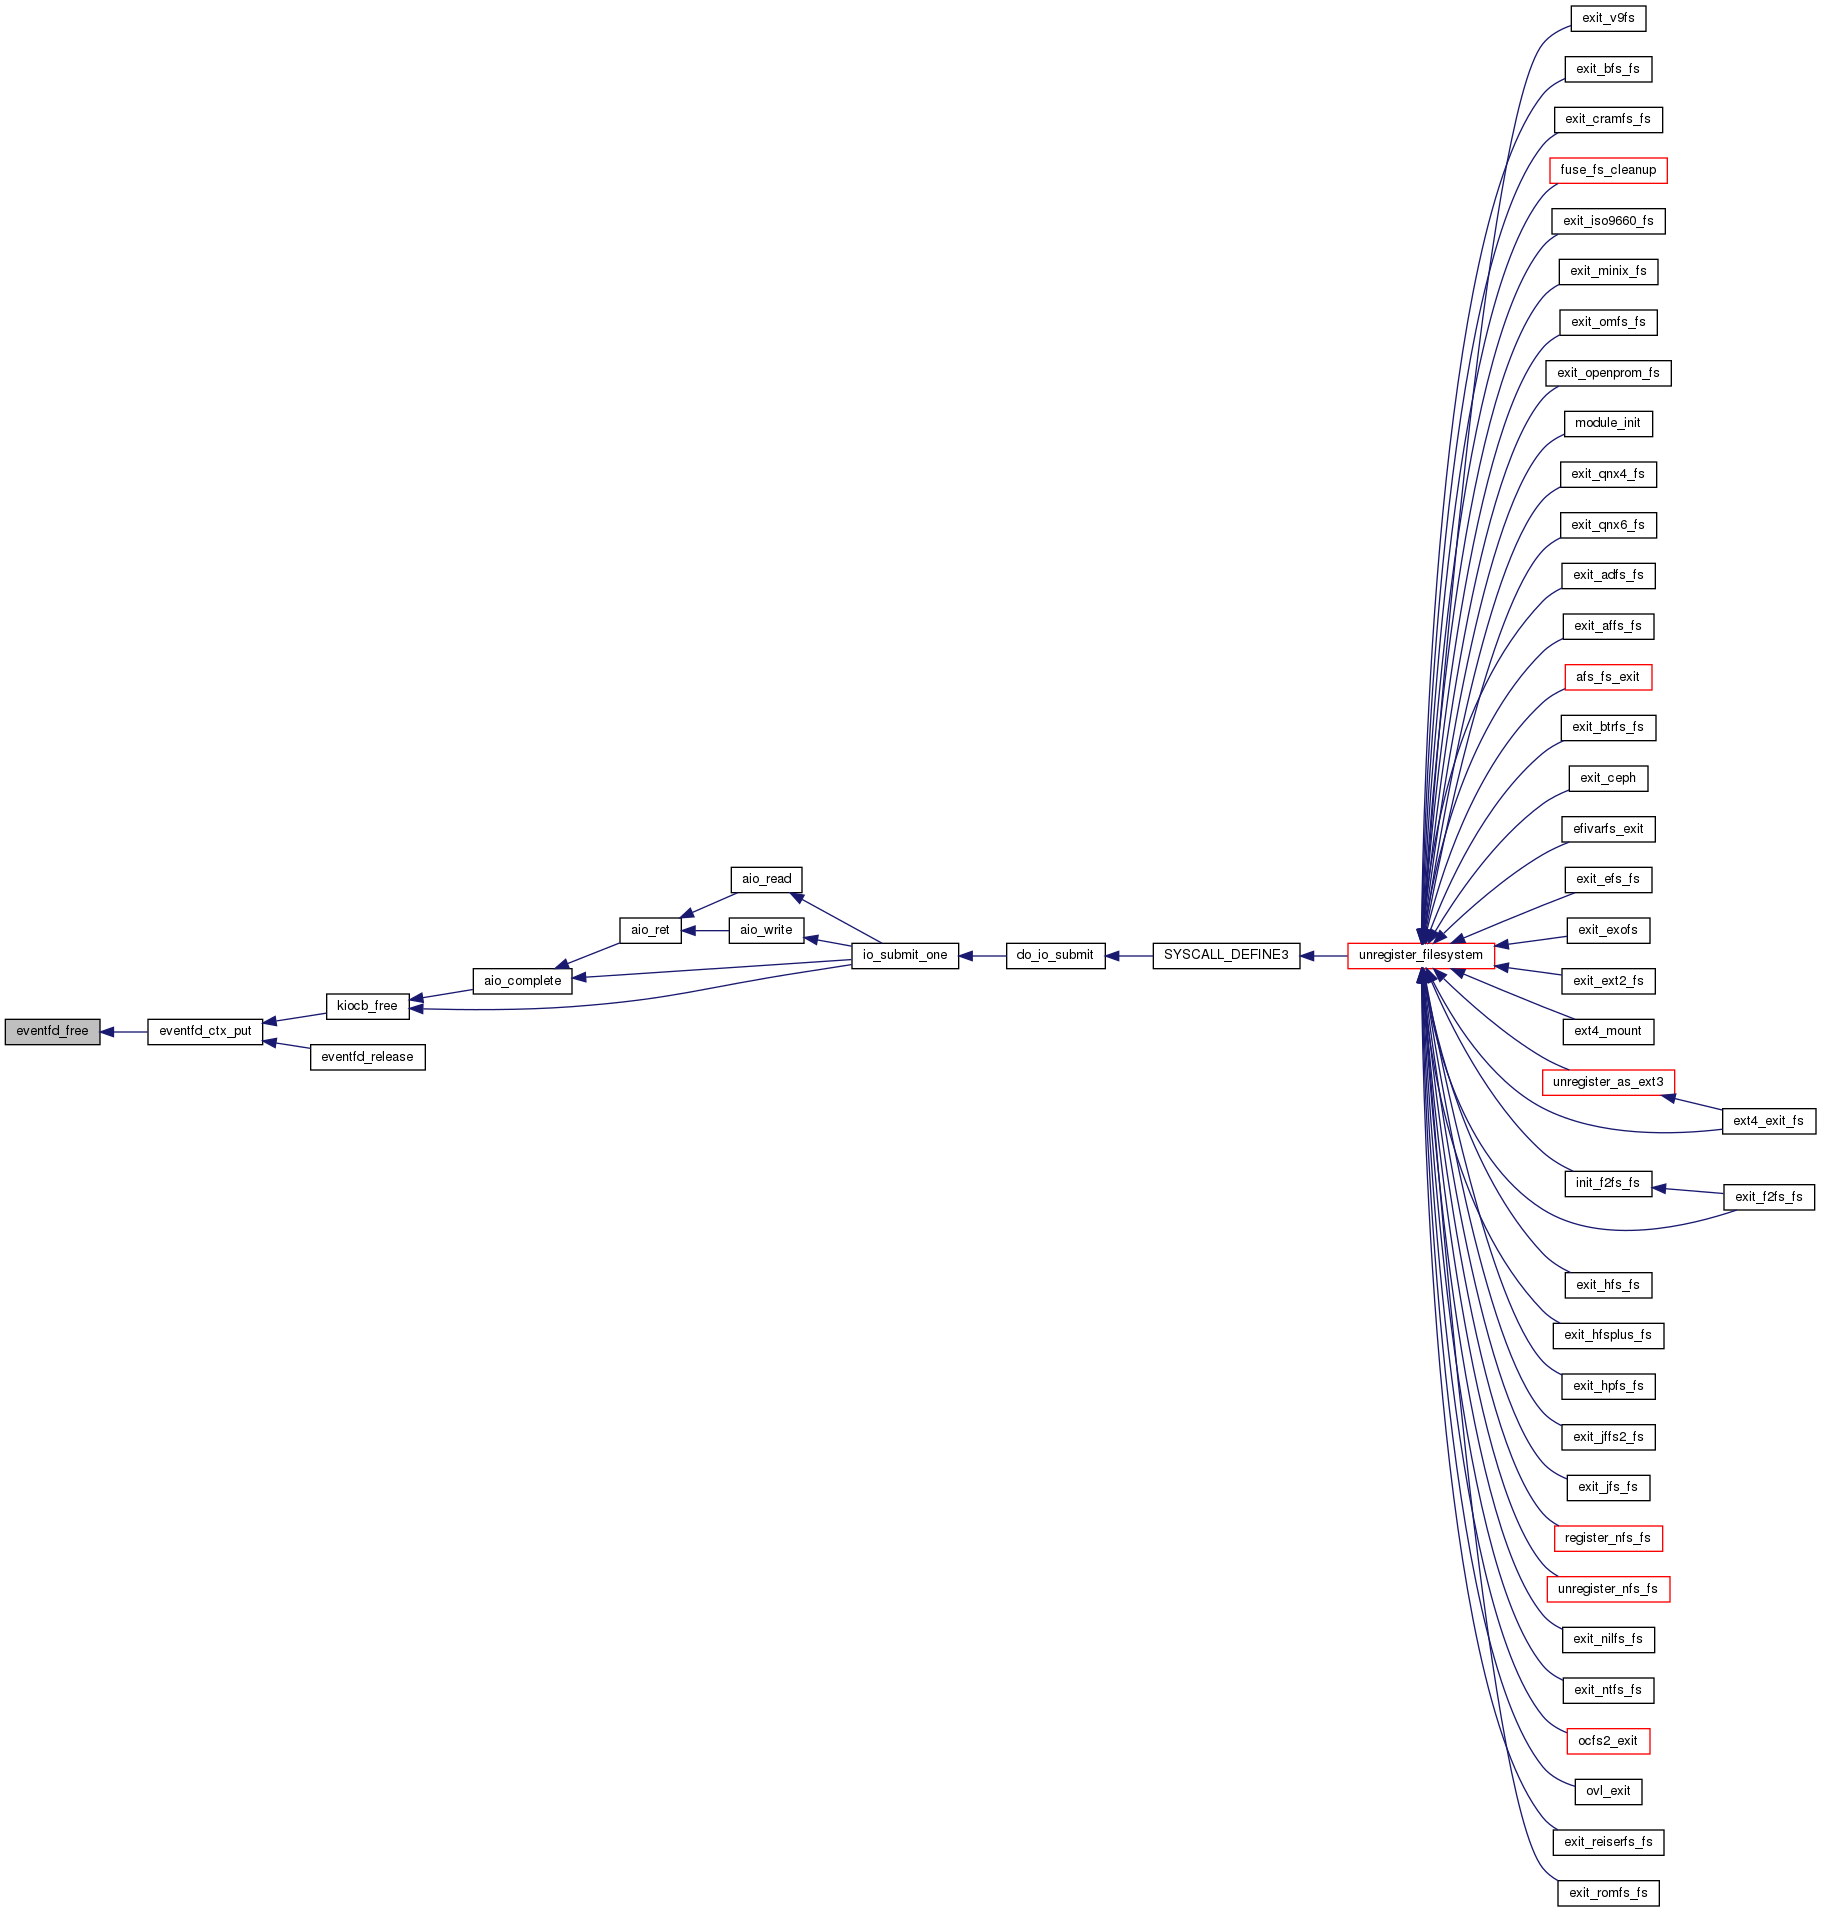 eventfd_free
eventfd_ctx_put
kiocb_free
eventfd_release
aio_complete
aio_ret
aio_read
aio_write
io_submit_one
do_io_submit
SYSCALL_DEFINE3
unregister_filesystem
exit_v9fs
exit_bfs_fs
exit_cramfs_fs
fuse_fs_cleanup
exit_iso9660_fs
exit_minix_fs
exit_omfs_fs
exit_openprom_fs
module_init
exit_qnx4_fs
exit_qnx6_fs
exit_adfs_fs
exit_affs_fs
afs_fs_exit
exit_btrfs_fs
exit_ceph
efivarfs_exit
exit_efs_fs
exit_exofs
exit_ext2_fs
ext4_mount
unregister_as_ext3
ext4_exit_fs
init_f2fs_fs
exit_f2fs_fs
exit_hfs_fs
exit_hfsplus_fs
exit_hpfs_fs
exit_jffs2_fs
exit_jfs_fs
register_nfs_fs
unregister_nfs_fs
exit_nilfs_fs
exit_ntfs_fs
ocfs2_exit
ovl_exit
exit_reiserfs_fs
exit_romfs_fs